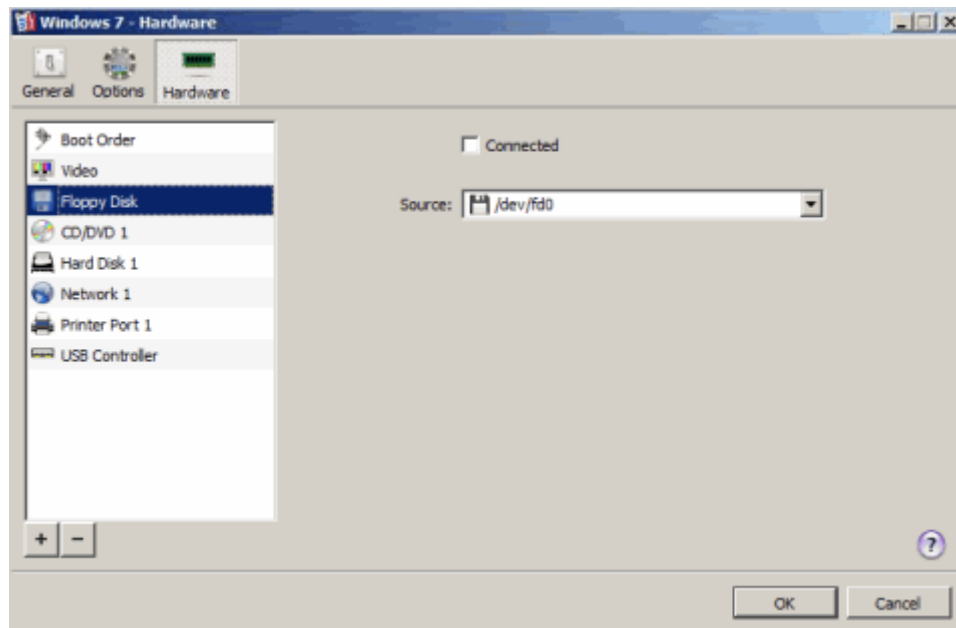 Windows 7 - Hardware
General Options Hardware
Boot Order
Video
Floppy Disk
CD/DVD 1
Hard Disk 1
Network 1
Printer Port 1
USB Controller
Connected
Source: /dev/fd0
+ -
?
OK Cancel